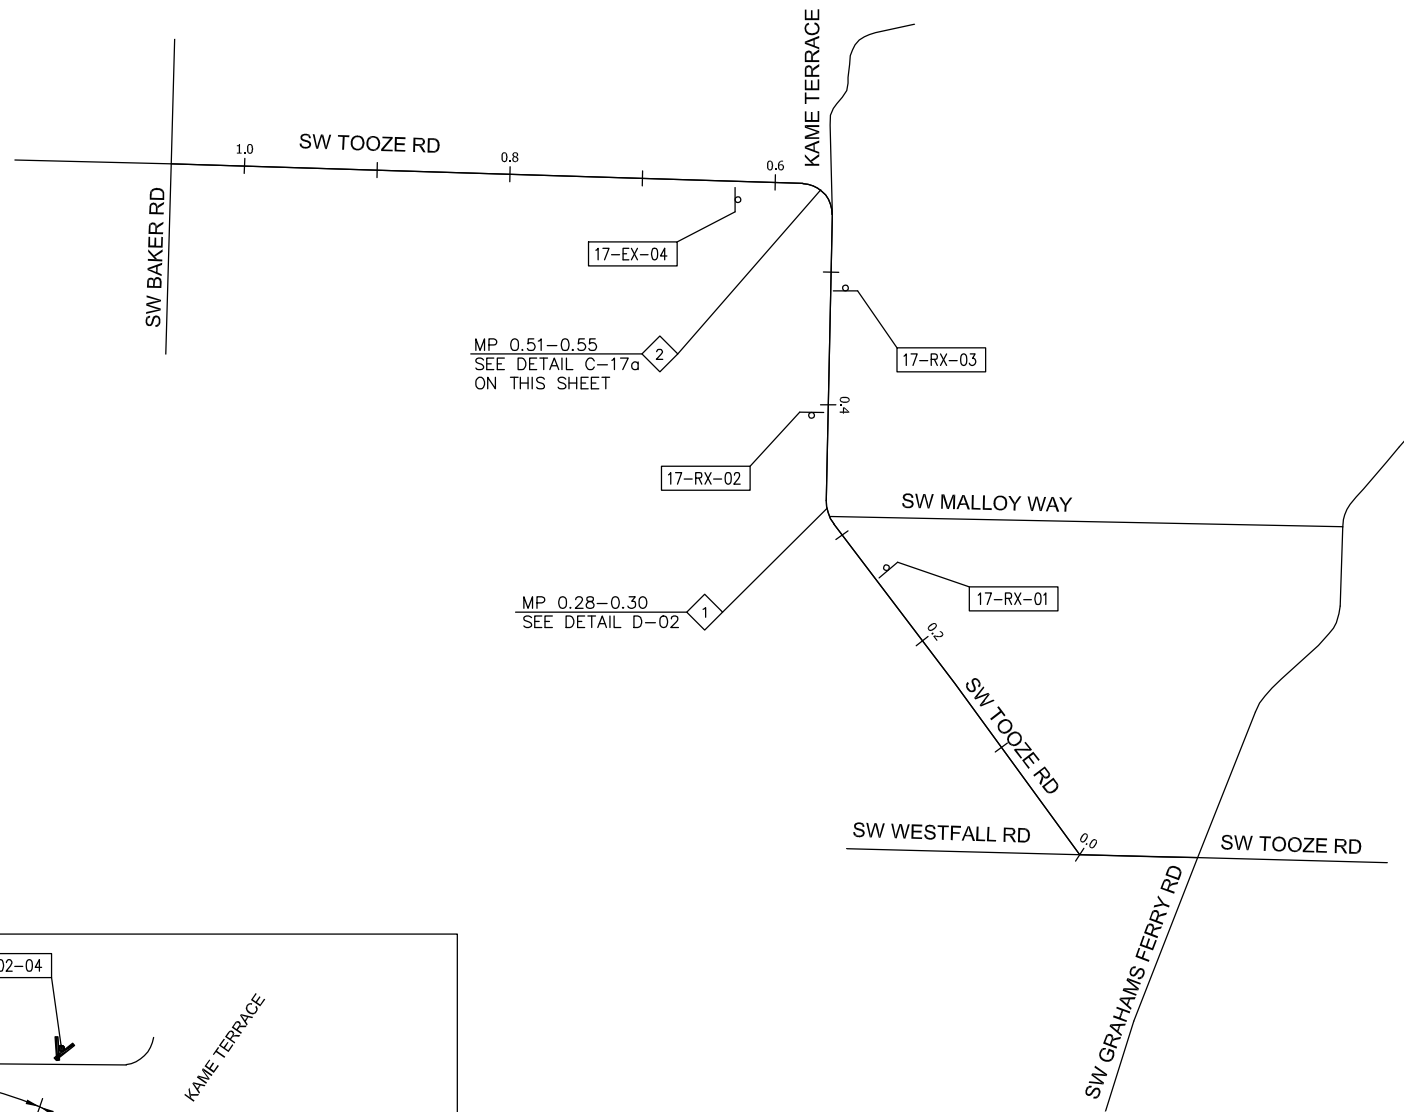 KAME TERRACE
SW TOOZE RD
1.0
0.8
0.6
SW BAKER RD
17-EX-04
MP 0.51-0.55
SEE DETAIL C-17a
ON THIS SHEET
2
17-RX-03
0.4
17-RX-02
SW MALLOY WAY
17-RX-01
MP 0.28-0.30
SEE DETAIL D-02
1
0.2
SW TOOZE RD
SW WESTFALL RD
0.0
SW TOOZE RD
SW GRAHAMS FERRY RD
02-04
KAME TERRACE